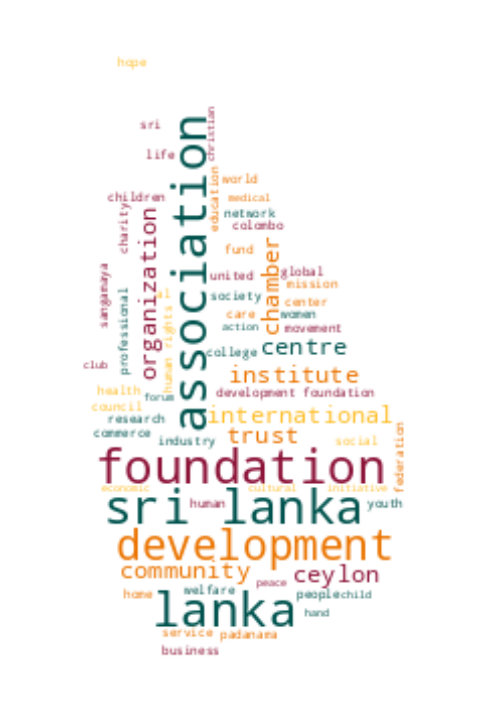 hope
sri
christian
life
association
education
world
children
medical
charity
organization
network
colombo
chamber
fund
sangamaya
united
global
mission
professional
human rights
society
center
care
women
action
movement
college
centre
club
institute
health
forum
development foundation
council
international
research
commerce
industry
trust
social
federation
foundation
economic
cultural
initiative
sri lanka
human
youth
development
community
ceylon
peace
home
welfare
people
child
lanka
hand
service
padanama
business